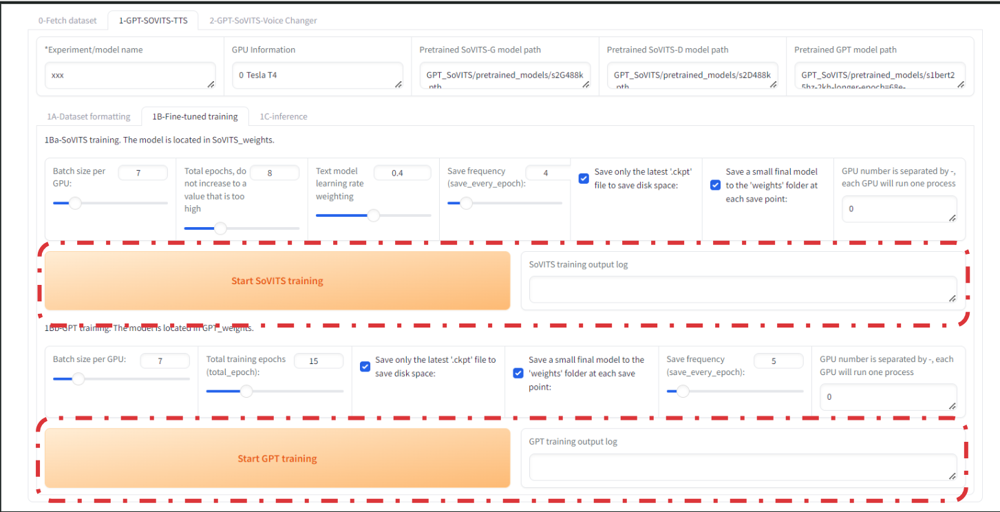 0-Fetch dataset
1-GPT-SOVITS-TTS
2-GPT-SoVITS-Voice Changer
*Experiment/model name
xxx
GPU Information
0 Tesla T4
Pretrained SoVITS-G model path
GPT_SoVITS/pretrained_models/s2G488k
.pth
Pretrained SoVITS-D model path
GPT_SoVITS/pretrained_models/s2D488k
.pth
Pretrained GPT model path
GPT_SoVITS/pretrained_models/s1bert2
5hz-2kh-longer-epoch=68e-
1A-Dataset formatting
1B-Fine-tuned training
1C-inference
1Ba-SoVITS training. The model is located in SoVITS_weights.
Batch size per
GPU:
7
Total epochs, do
not increase to a
value that is too
high
8
Text model
learning rate
weighting
0.4
Save frequency
(save_every_epoch):
4
Save only the latest '.ckpt'
file to save disk space:
Save a small final model
to the 'weights' folder at
each save point:
GPU number is separated by -,
each GPU will run one process
0
Start SoVITS training
SoVITS training output log
1Bb-GPT training. The model is located in GPT_weights.
Batch size per GPU:
7
Total training epochs
(total_epoch):
15
Save only the latest '.ckpt' file to
save disk space:
Save a small final model to the
'weights' folder at each save
point:
Save frequency
(save_every_epoch):
5
GPU number is separated by -, each
GPU will run one process
0
Start GPT training
GPT training output log